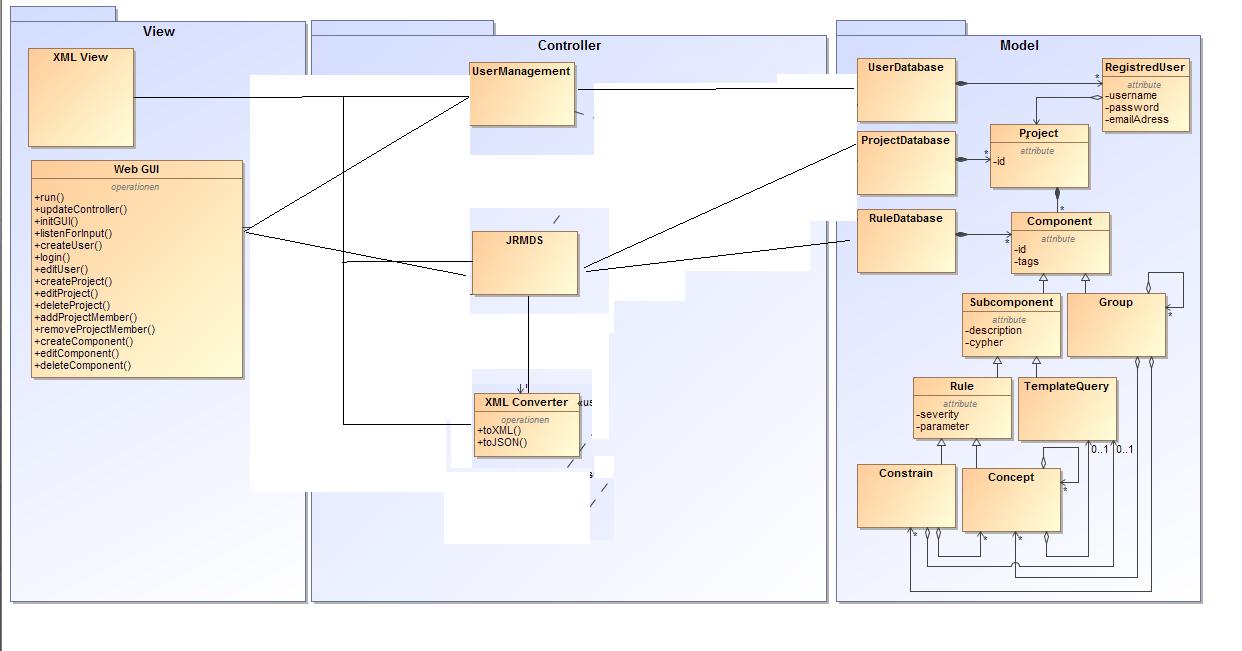 View
XML View
Web GUI
operationen
+run()
+updateController()
+initGUI()
+listenForInput()
+createUser()
+login()
+editUser()
+createProject()
+editProject()
+deleteProject()
+addProjectMember()
+removeProjectMember()
+createComponent()
+editComponent()
+deleteComponent()
Controller
UserManagement
JRMDS
XML Converter
«us
operationen
+toXML()
+toJSON()
Model
UserDatabase
*
RegistredUser
attribute
-username
-password
-emailAdress
ProjectDatabase
*
Project
attribute
-id
*
RuleDatabase
*
Component
attribute
-id
-tags
Subcomponent
attribute
-description
-cypher
Group
*
Rule
attribute
-severity
-parameter
TemplateQuery
0..1
0..1
Constrain
Concept
*
*
*
*